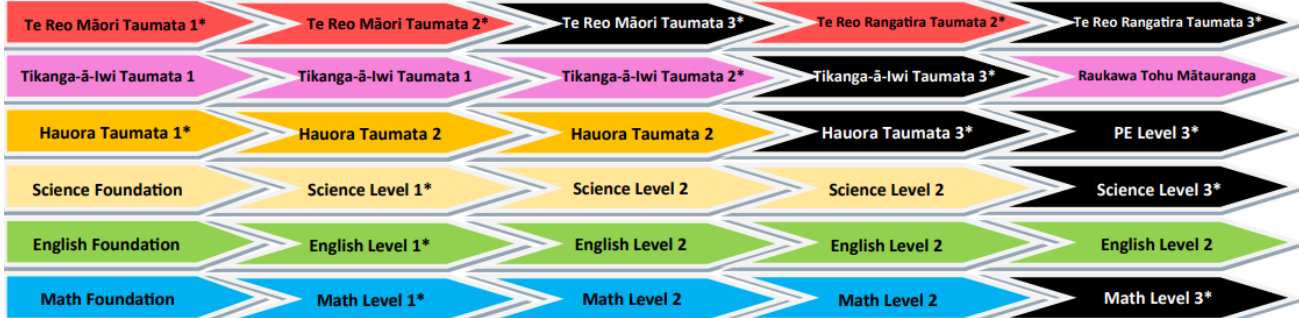 Te Reo Māori Taumata 1* Te Reo Māori Taumata 2* Te Reo Māori Taumata 3* Te Reo Rangatira Taumata 2* Te Reo Rangatira Taumata 3*
Tikanga-ā-Iwi Taumata 1 Tikanga-ā-Iwi Taumata 1 Tikanga-ā-Iwi Taumata 2* Tikanga-ā-Iwi Taumata 3* Raukawa Tohu Mātauranga
Hauora Taumata 1* Hauora Taumata 2 Hauora Taumata 2 Hauora Taumata 3* PE Level 3*
Science Foundation Science Level 1* Science Level 2 Science Level 2 Science Level 3*
English Foundation English Level 1* English Level 2 English Level 2 English Level 2
Math Foundation Math Level 1* Math Level 2 Math Level 2 Math Level 3*